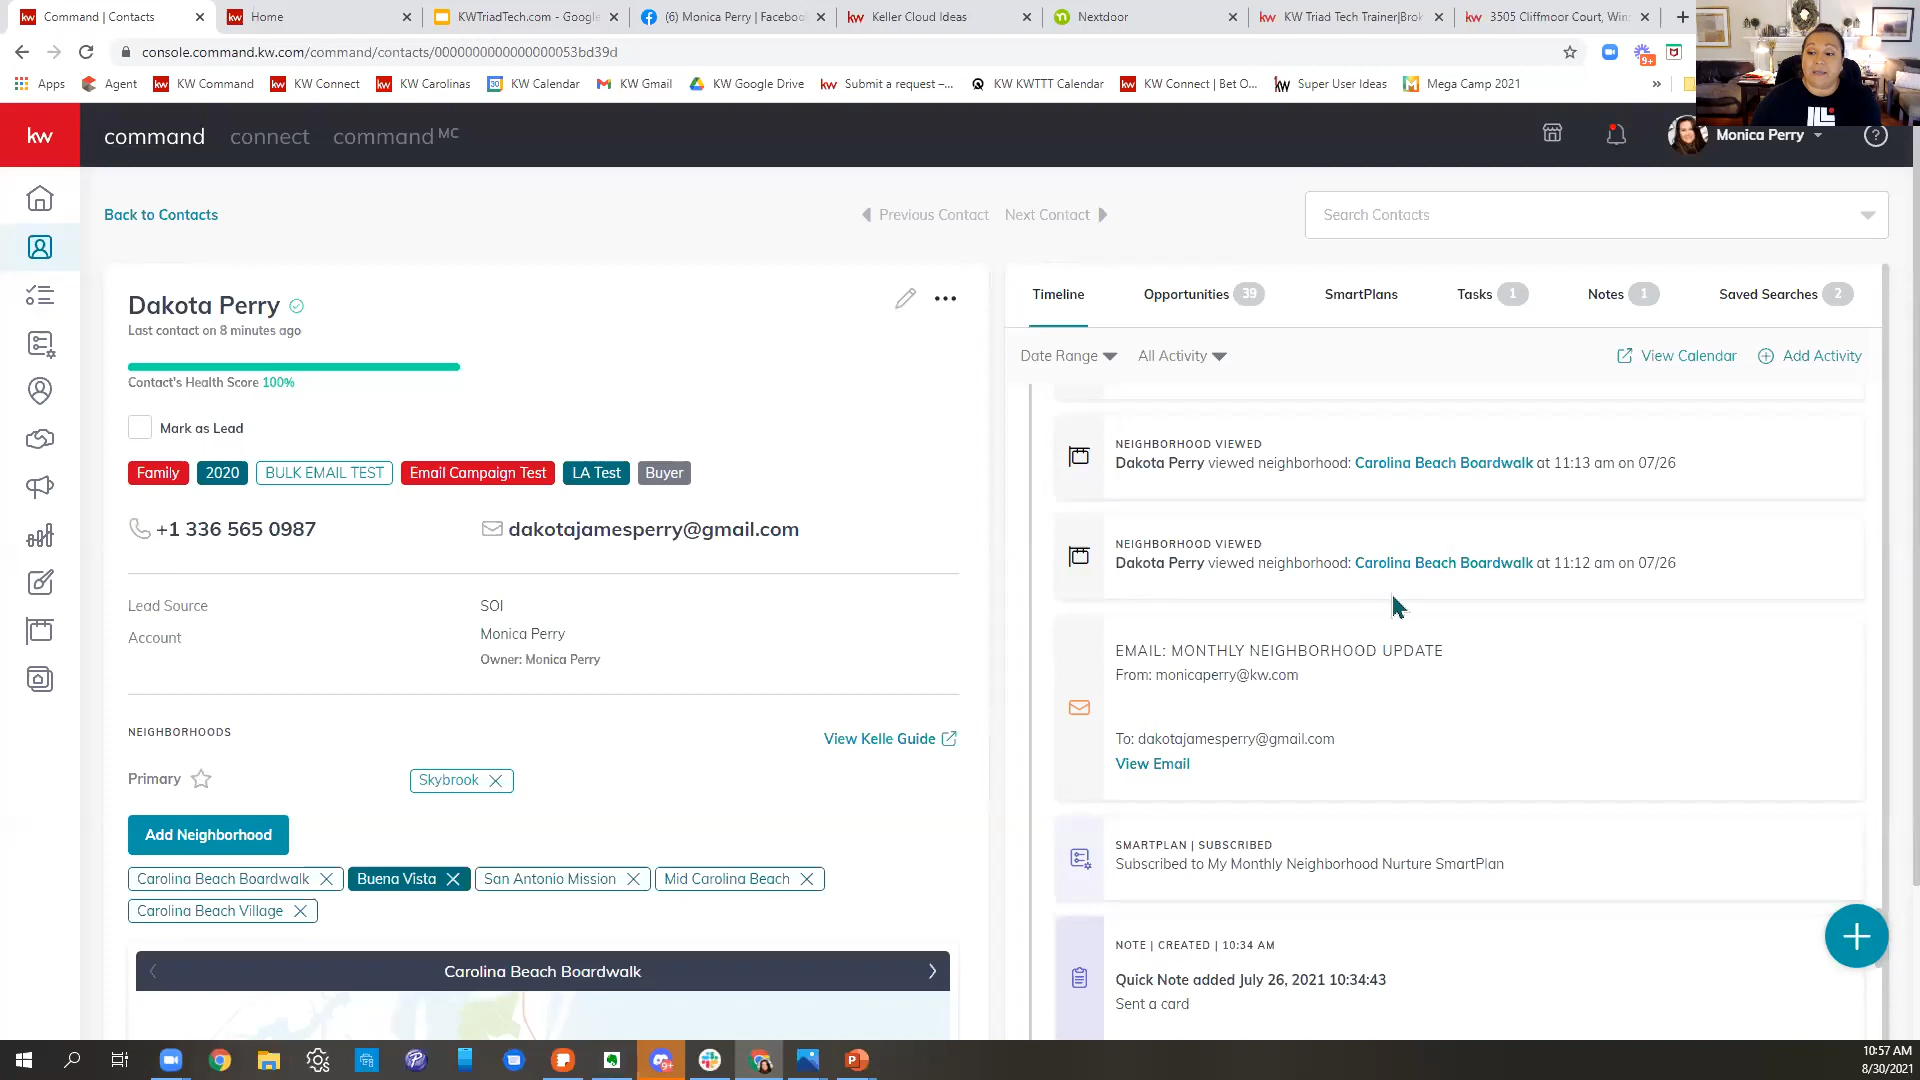 Command | Contacts
Home
KWTriadTech.com - Google
(6) Monica Perry | Faceboo
Keller Cloud Ideas
Nextdoor
KW Triad Tech Trainer|Brok
3505 Cliffmoor Court, Win
console.command.kw.com/command/contacts/0000000000000000053bd39d
9+
Apps
Agent
KW Command
KW Connect
KW Carolinas
KW Calendar
KW Gmail
KW Google Drive
Submit a request –...
KW KWTTT Calendar
KW Connect | Bet O...
Super User Ideas
Mega Camp 2021
kw
command
connect
command MC
Monica Perry
Back to Contacts
Previous Contact
Next Contact
Search Contacts
Dakota Perry
Last contact on 8 minutes ago
Contact's Health Score 100%
Mark as Lead
Family
2020
BULK EMAIL TEST
Email Campaign Test
LA Test
Buyer
+1 336 565 0987
dakotajamesperry@gmail.com
Lead Source
SOI
Account
Monica Perry
Owner: Monica Perry
NEIGHBORHOODS
View Kelle Guide
Primary
Skybrook
Add Neighborhood
Carolina Beach Boardwalk
Buena Vista
San Antonio Mission
Mid Carolina Beach
Carolina Beach Village
Carolina Beach Boardwalk
Timeline
Opportunities 39
SmartPlans
Tasks 1
Notes 1
Saved Searches 2
Date Range
All Activity
View Calendar
Add Activity
NEIGHBORHOOD VIEWED
Dakota Perry viewed neighborhood: Carolina Beach Boardwalk at 11:13 am on 07/26
NEIGHBORHOOD VIEWED
Dakota Perry viewed neighborhood: Carolina Beach Boardwalk at 11:12 am on 07/26
EMAIL: MONTHLY NEIGHBORHOOD UPDATE
From: monicaperry@kw.com
To: dakotajamesperry@gmail.com
View Email
SMARTPLAN | SUBSCRIBED
Subscribed to My Monthly Neighborhood Nurture SmartPlan
NOTE | CREATED | 10:34 AM
Quick Note added July 26, 2021 10:34:43
Sent a card
10:57 AM
8/30/2021